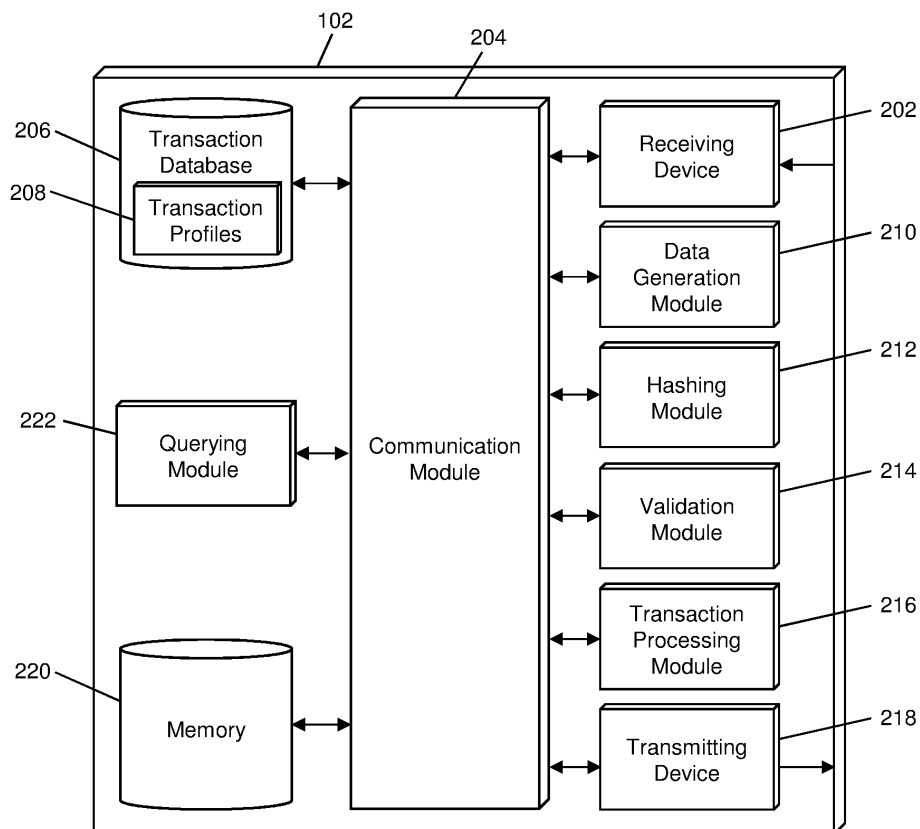 102
204
206
Transaction
Database
208
Transaction
Profiles
Receiving
Device
202
Data
Generation
Module
210
Hashing
Module
212
222
Querying
Module
Communication
Module
Validation
Module
214
Transaction
Processing
Module
216
220
Memory
Transmitting
Device
218